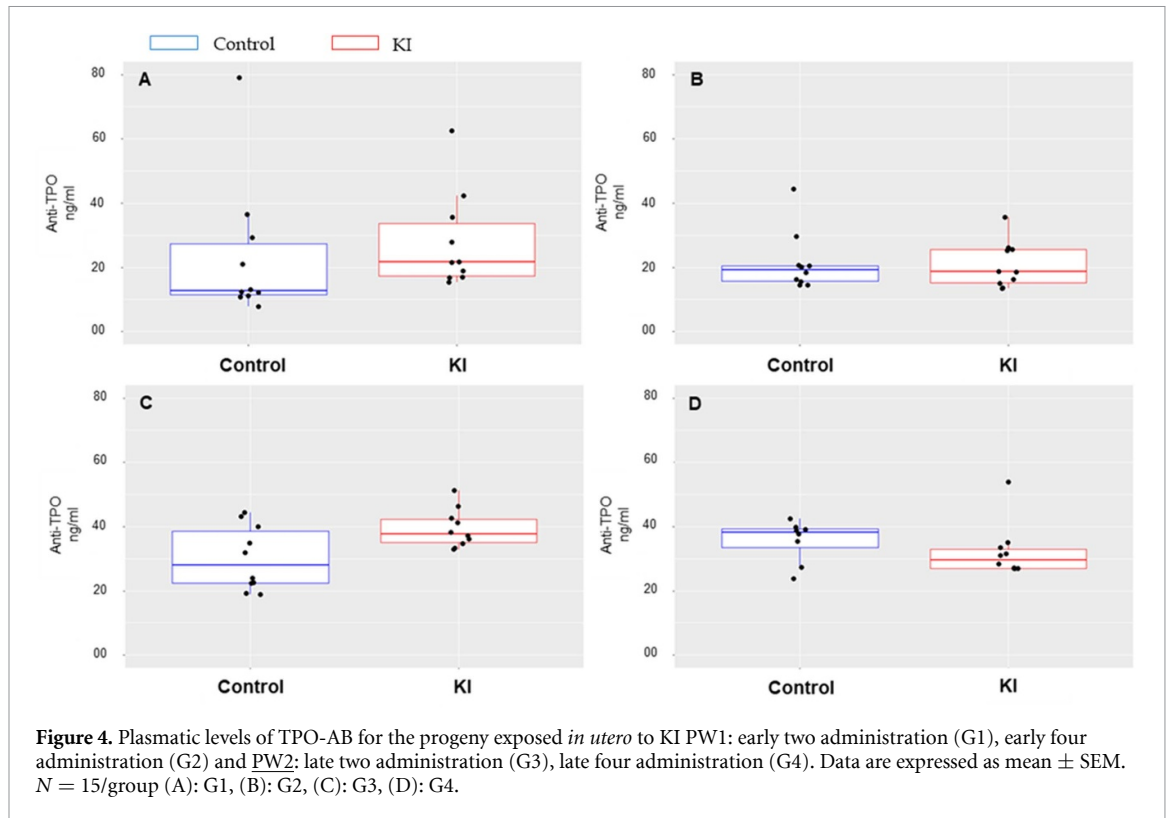 Control KI
A
80
60
40
20
00
Anti-TPO
ng/ml
Control KI
B
80
60
40
20
00
Anti-TPO
ng/ml
Control KI
C
80
60
40
20
00
Anti-TPO
ng/ml
Control KI
D
80
60
40
20
00
Anti-TPO
ng/ml
Control KI
Figure 4. Plasmatic levels of TPO-AB for the progeny exposed in utero to KI PW1: early two administration (G1), early four
administration (G2) and PW2: late two administration (G3), late four administration (G4). Data are expressed as mean ± SEM.
N = 15/group (A): G1, (B): G2, (C): G3, (D): G4.